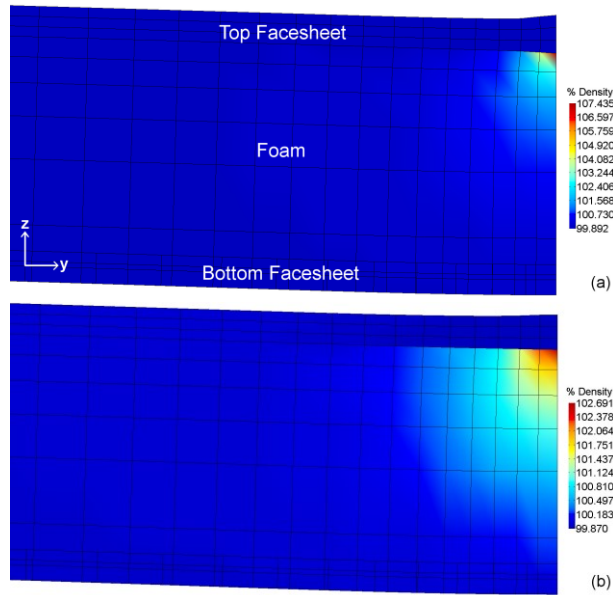 Top Facesheet
% Density
107.435
106.597
105.759
104.920
104.082
103.244
102.406
101.568
100.730
99.892
Foam
z
y
Bottom Facesheet
(a)
% Density
102.691
102.378
102.064
101.751
101.437
101.124
100.810
100.497
100.183
99.870
(b)